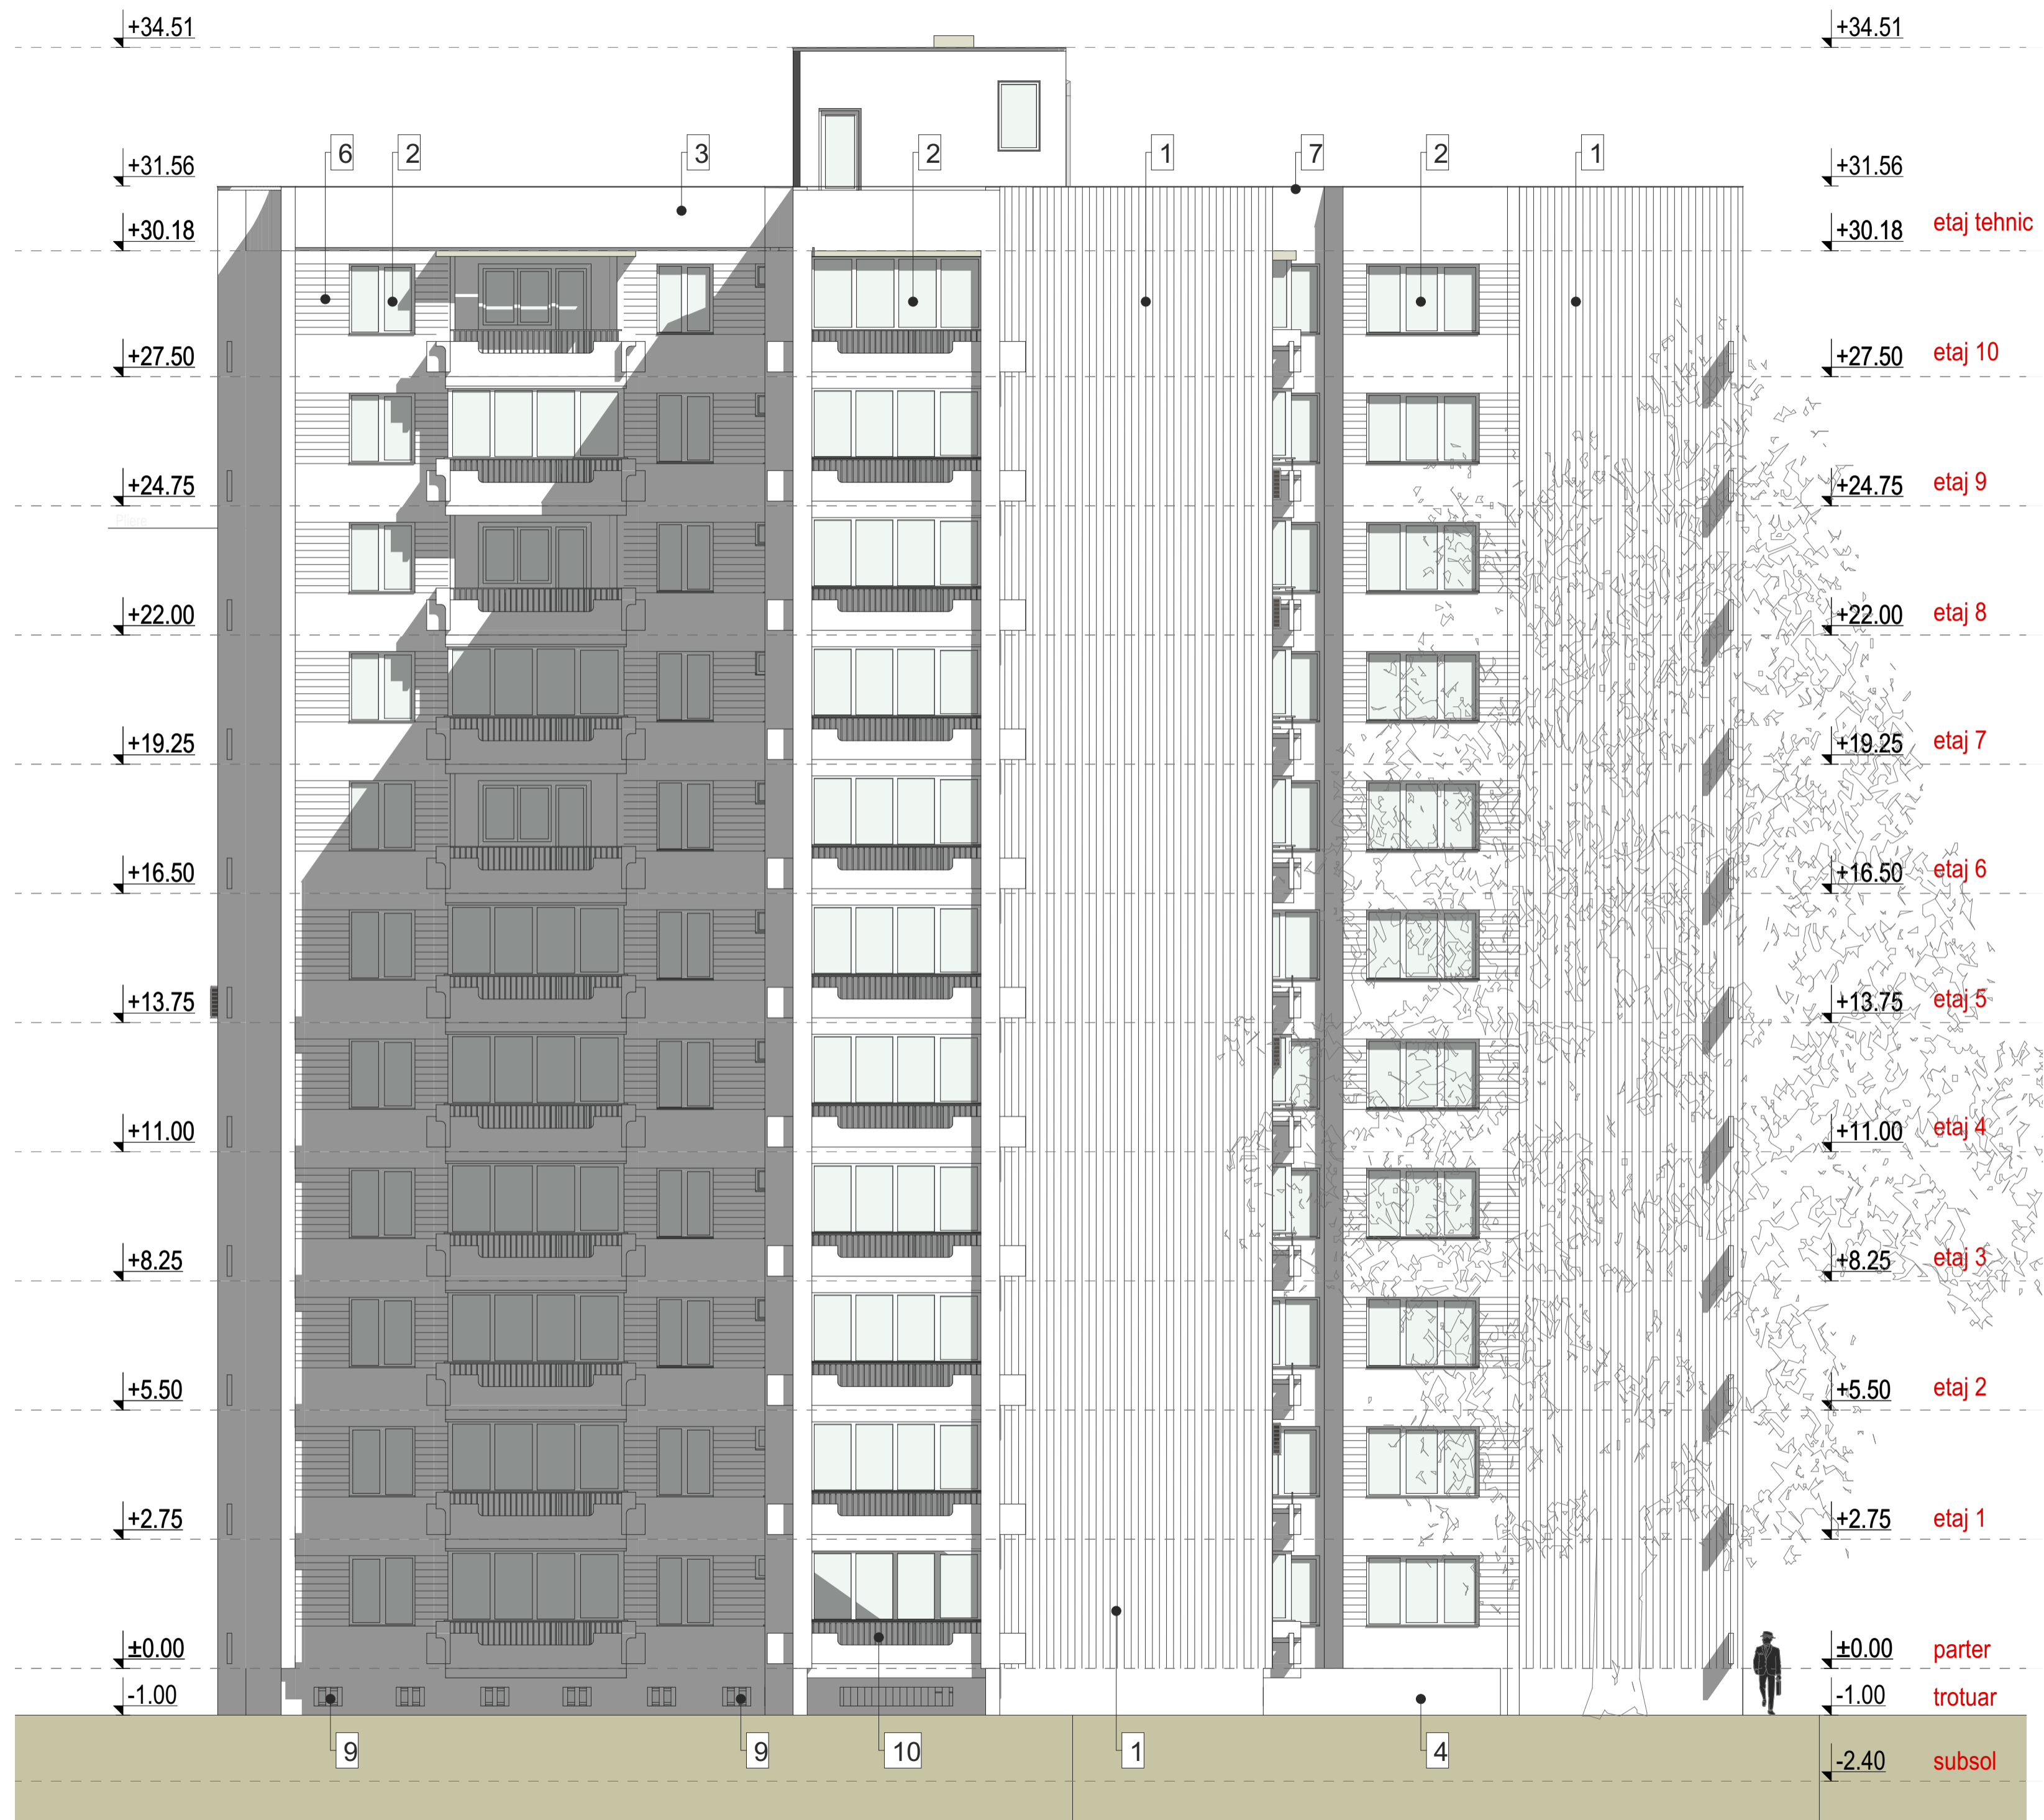 +34.51 +34.51
6 2 3 2 1 7 2 1
+31.56 +31.56
+30.18 +30.18 etaj tehnic
+27.50 +27.50 etaj 10
+24.75 +24.75 etaj 9
+22.00 +22.00 etaj 8
+19.25 +19.25 etaj 7
+16.50 +16.50 etaj 6
+13.75 +13.75 etaj 5
+11.00 +11.00 etaj 4
+8.25 +8.25 etaj 3
+5.50 +5.50 etaj 2
+2.75 +2.75 etaj 1
±0.00 ±0.00 parter
-1.00 -1.00 trotuar
9 9 10 1 4
-2.40 subsol